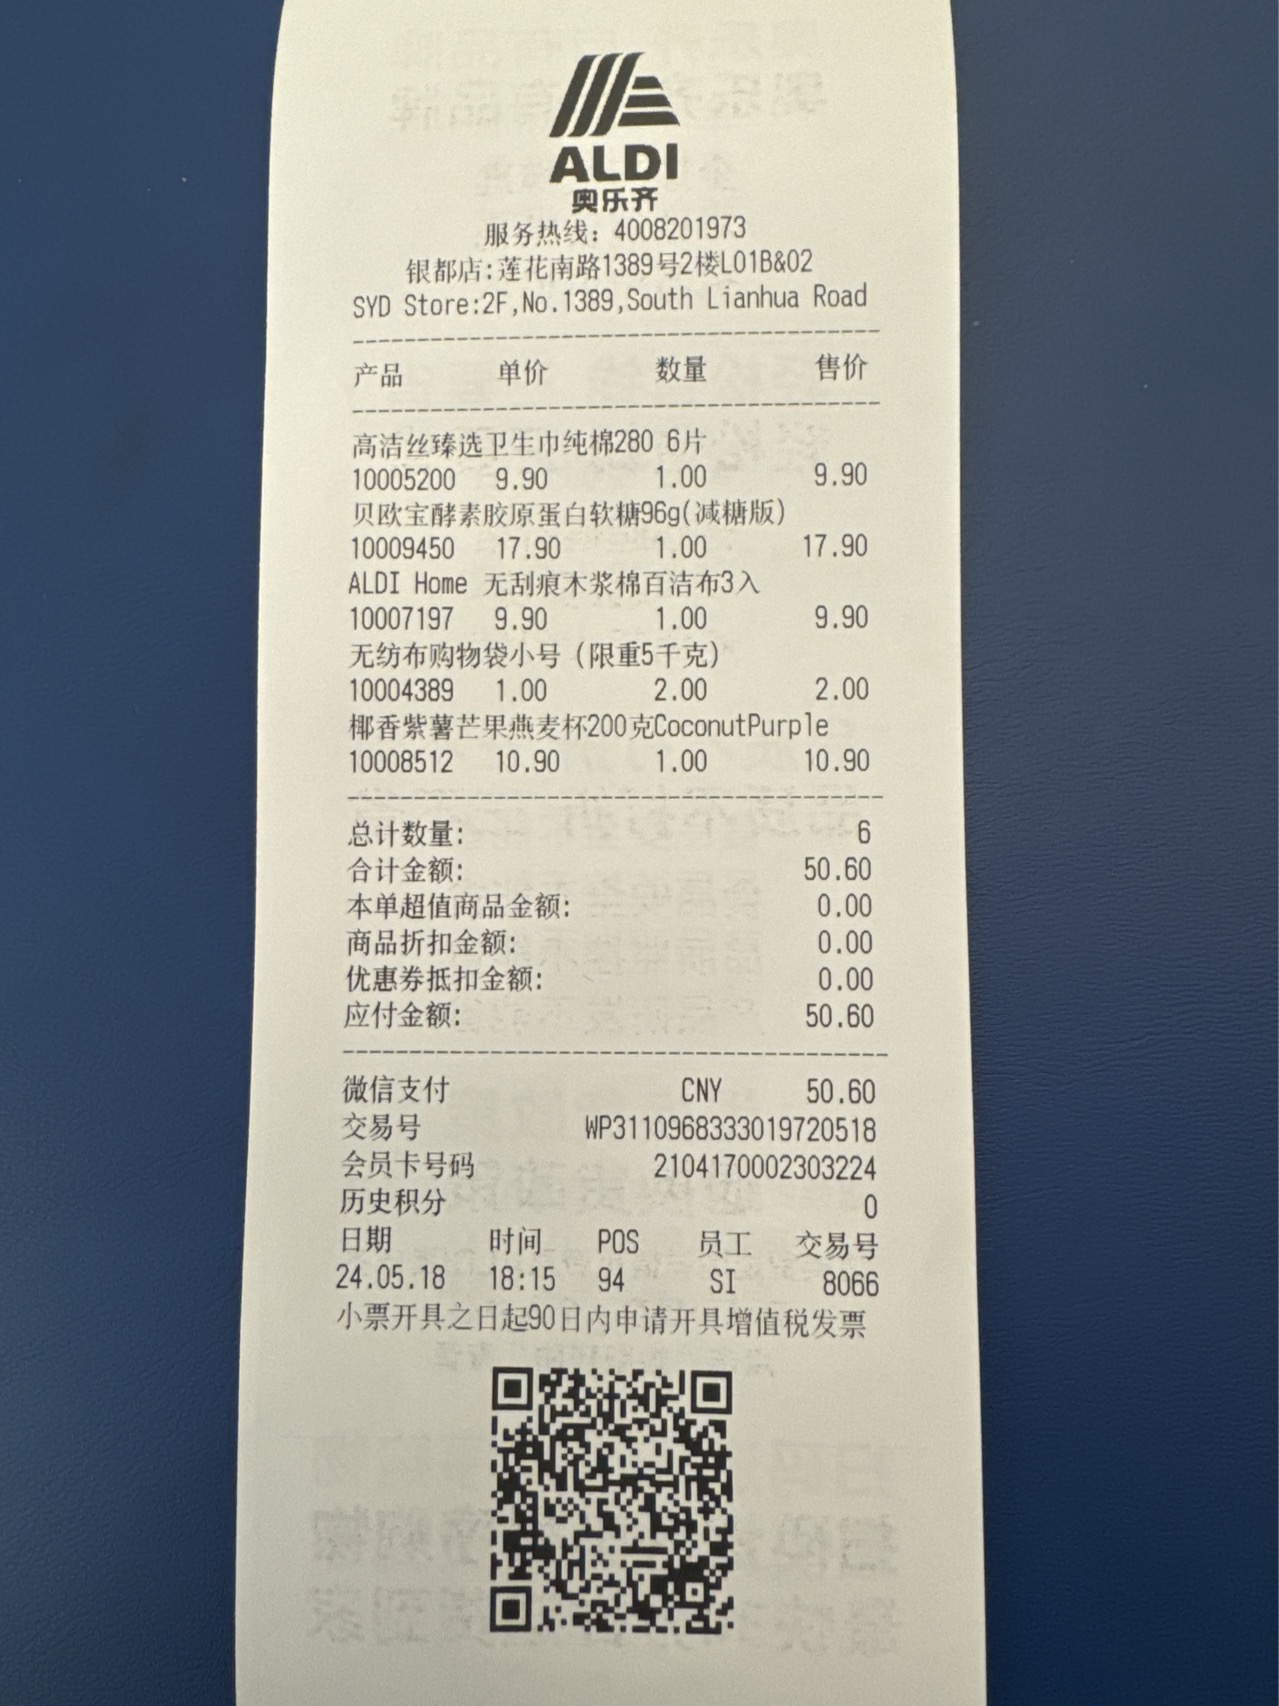 ALDI
奥乐齐
服务热线：4008201973
银都店:莲花南路1389号2楼L01B&02
SYD Store:2F,No.1389,South Lianhua Road
产品 单价 数量 售价
高洁丝臻选卫生巾纯棉280 6片
10005200 9.90 1.00 9.90
贝欧宝酵素胶原蛋白软糖96g(减糖版)
10009450 17.90 1.00 17.90
ALDI Home 无刮痕木浆棉百洁布3入
10007197 9.90 1.00 9.90
无纺布购物袋小号（限重5千克）
10004389 1.00 2.00 2.00
椰香紫薯芒果燕麦杯200克CoconutPurple
10008512 10.90 1.00 10.90
总计数量: 6
合计金额: 50.60
本单超值商品金额: 0.00
商品折扣金额: 0.00
优惠券抵扣金额: 0.00
应付金额: 50.60
微信支付 CNY 50.60
交易号 WP3110968333019720518
会员卡号码 2104170002303224
历史积分 0
日期 时间 POS 员工 交易号
24.05.18 18:15 94 SI 8066
小票开具之日起90日内申请开具增值税发票